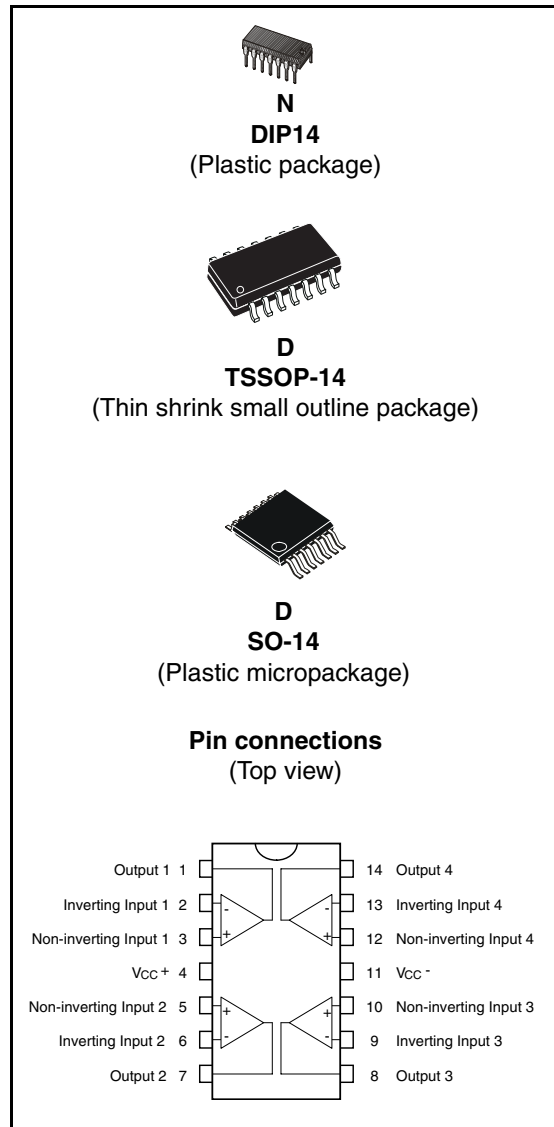 N
DIP14
(Plastic package)
D
TSSOP-14
(Thin shrink small outline package)
D
SO-14
(Plastic micropackage)
Pin connections
(Top view)
Output 1 1 14 Output 4
Inverting Input 1 2 - - 13 Inverting Input 4
Non-inverting Input 1 3 + + 12 Non-inverting Input 4
VCC + 4 11 VCC -
Non-inverting Input 2 5 + + 10 Non-inverting Input 3
Inverting Input 2 6 - - 9 Inverting Input 3
Output 2 7 8 Output 3